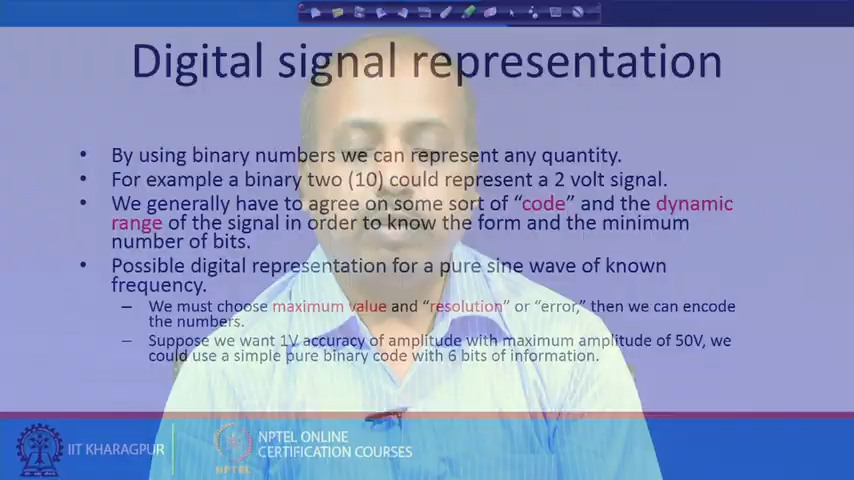 Digital signal representation
• By using binary numbers we can represent any quantity.
• For example a binary two (10) could represent a 2 volt signal.
• We generally have to agree on some sort of “code” and the dynamic
range of the signal in order to know the form and the minimum
number of bits.
• Possible digital representation for a pure sine wave of known
frequency.
– We must choose maximum value and “resolution” or “error,” then we can encode
the numbers.
– Suppose we want 1V accuracy of amplitude with maximum amplitude of 50V, we
could use a simple pure binary code with 6 bits of information.
IIT KHARAGPUR
NPTEL
NPTEL ONLINE
CERTIFICATION COURSES